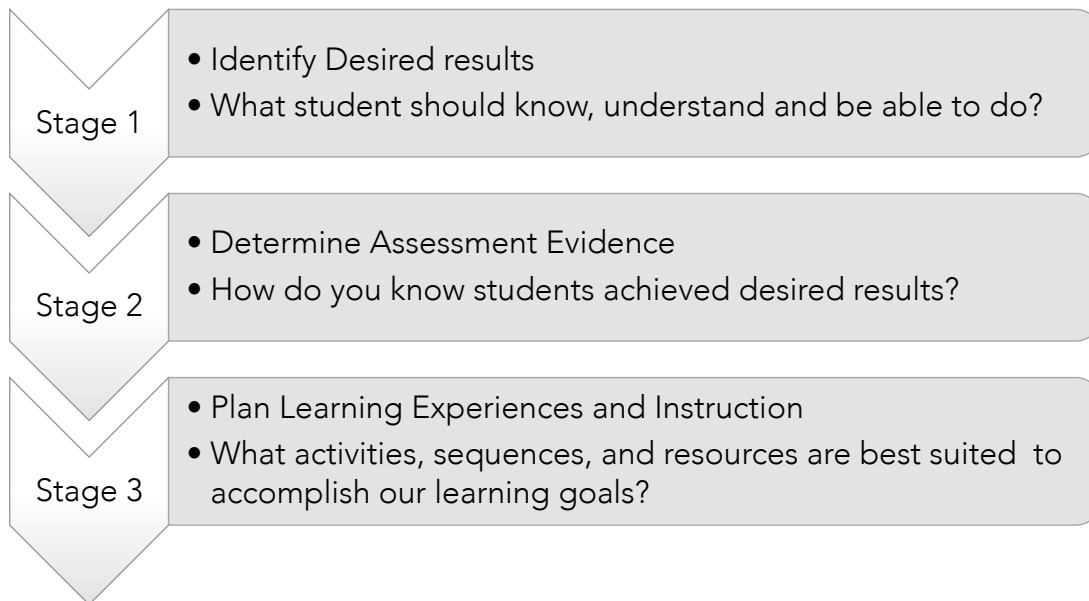 Stage 1
• Identify Desired results
• What student should know, understand and be able to do?
Stage 2
• Determine Assessment Evidence
• How do you know students achieved desired results?
Stage 3
• Plan Learning Experiences and Instruction
• What activities, sequences, and resources are best suited to
accomplish our learning goals?